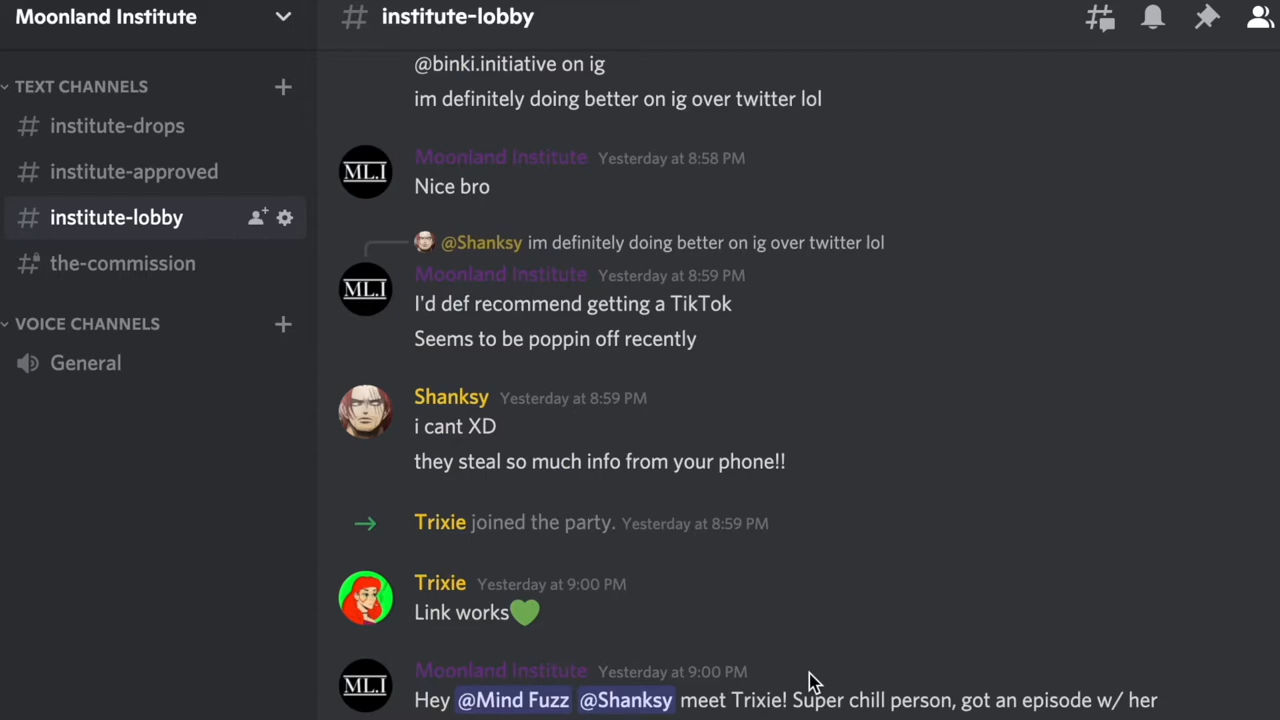 Moonland Institute
TEXT CHANNELS
institute-drops
institute-approved
institute-lobby
the-commission
VOICE CHANNELS
General
institute-lobby
@binki.initiative on ig
im definitely doing better on ig over twitter lol
ML.I
Moonland Institute Yesterday at 8:58 PM
Nice bro
@Shanksy im definitely doing better on ig over twitter lol
ML.I
Moonland Institute Yesterday at 8:59 PM
I'd def recommend getting a TikTok
Seems to be poppin off recently
Shanksy Yesterday at 8:59 PM
i cant XD
they steal so much info from your phone!!
Trixie joined the party. Yesterday at 8:59 PM
Trixie Yesterday at 9:00 PM
Link works💚
ML.I
Moonland Institute Yesterday at 9:00 PM
Hey @Mind Fuzz @Shanksy meet Trixie! Super chill person, got an episode w/ her